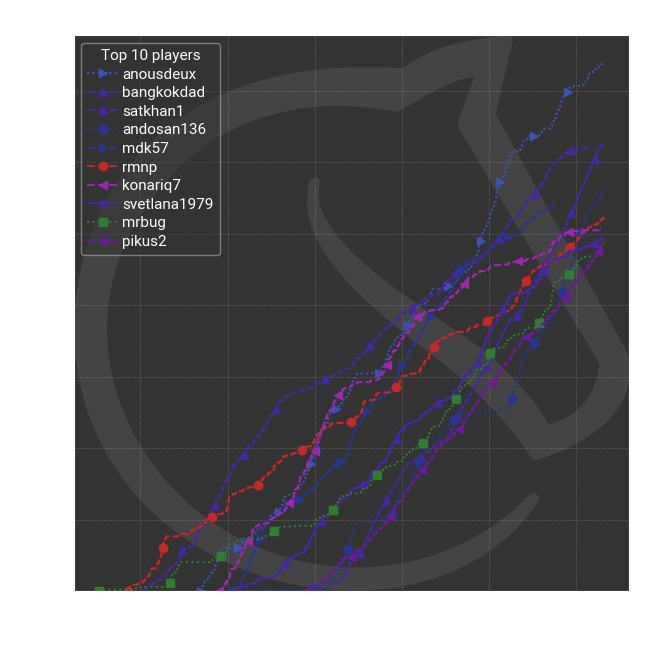 Top 10 players
anousdeux
bangkokdad
satkhan1
andosan136
mdk57
rmnp
konariq7
svetlana1979
mrbug
pikus2